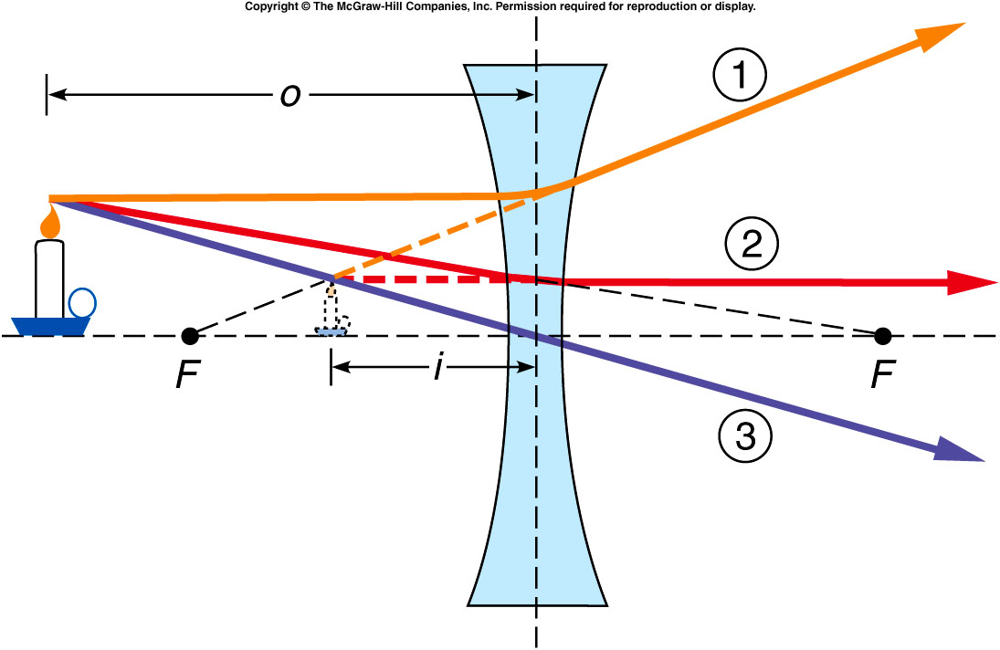 Copyright © The McGraw-Hill Companies, Inc. Permission required for reproduction or display.
1
o
2
F
i
F
3